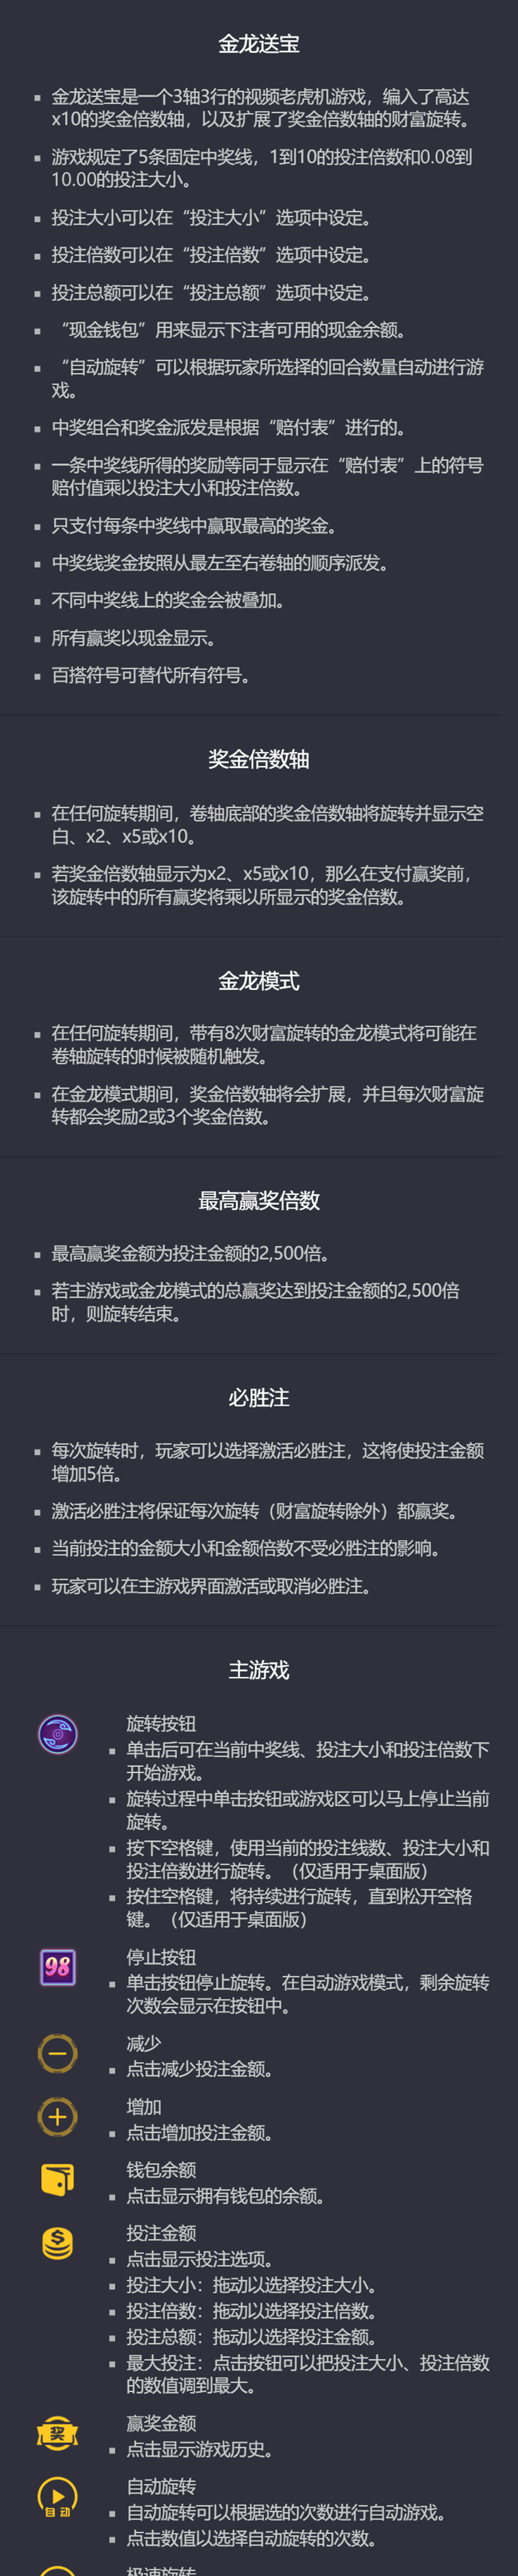 金龙送宝
金龙送宝是一个3轴3行的视频老虎机游戏，编入了高达
x10的奖金倍数轴，以及扩展了奖金倍数轴的财富旋转。
游戏规定了5条固定中奖线，1到10的投注倍数和0.08到
10.00的投注大小。
投注大小可以在“投注大小”选项中设定。
投注倍数可以在“投注倍数”选项中设定。
投注总额可以在“投注总额”选项中设定。
“现金钱包”用来显示下注者可用的现金余额。
“自动旋转”可以根据玩家所选择的回合数量自动进行游
戏。
中奖组合和奖金派发是根据“赔付表”进行的。
一条中奖线所得的奖励等同于显示在“赔付表”上的符号
赔付值乘以投注大小和投注倍数。
只支付每条中奖线中赢取最高的奖金。
中奖线奖金按照从最左至右卷轴的顺序派发。
不同中奖线上的奖金会被叠加。
所有赢奖以现金显示。
百搭符号可替代所有符号。
奖金倍数轴
在任何旋转期间，卷轴底部的奖金倍数轴将旋转并显示空
白、x2、x5或x10。
若奖金倍数轴显示为x2、x5或x10，那么在支付赢奖前，
该旋转中的所有赢奖将乘以所显示的奖金倍数。
金龙模式
在任何旋转期间，带有8次财富旋转的金龙模式将可能在
卷轴旋转的时候被随机触发。
在金龙模式期间，奖金倍数轴将会扩展，并且每次财富旋
转都会奖励2或3个奖金倍数。
最高赢奖倍数
最高赢奖金额为投注金额的2,500倍。
若主游戏或金龙模式的总赢奖达到投注金额的2,500倍
时，则旋转结束。
必胜注
每次旋转时，玩家可以选择激活必胜注，这将使投注金额
增加5倍。
激活必胜注将保证每次旋转（财富旋转除外）都赢奖。
当前投注的金额大小和金额倍数不受必胜注的影响。
玩家可以在主游戏界面激活或取消必胜注。
主游戏
旋转按钮
单击后可在当前中奖线、投注大小和投注倍数下
开始游戏。
旋转过程中单击按钮或游戏区可以马上停止当前
旋转。
按下空格键，使用当前的投注线数、投注大小和
投注倍数进行旋转。（仅适用于桌面版）
按住空格键，将持续进行旋转，直到松开空格
键。（仅适用于桌面版）
98
停止按钮
单击按钮停止旋转。在自动游戏模式，剩余旋转
次数会显示在按钮中。
减少
点击减少投注金额。
增加
点击增加投注金额。
钱包余额
点击显示拥有钱包的余额。
投注金额
点击显示投注选项。
投注大小：拖动以选择投注大小。
投注倍数：拖动以选择投注倍数。
投注总额：拖动以选择投注金额。
最大投注：点击按钮可以把投注大小、投注倍数
的数值调到最大。
奖
赢奖金额
点击显示游戏历史。
自动
自动旋转
自动旋转可以根据选的次数进行自动游戏。
点击数值以选择自动旋转的次数。
极速旋转